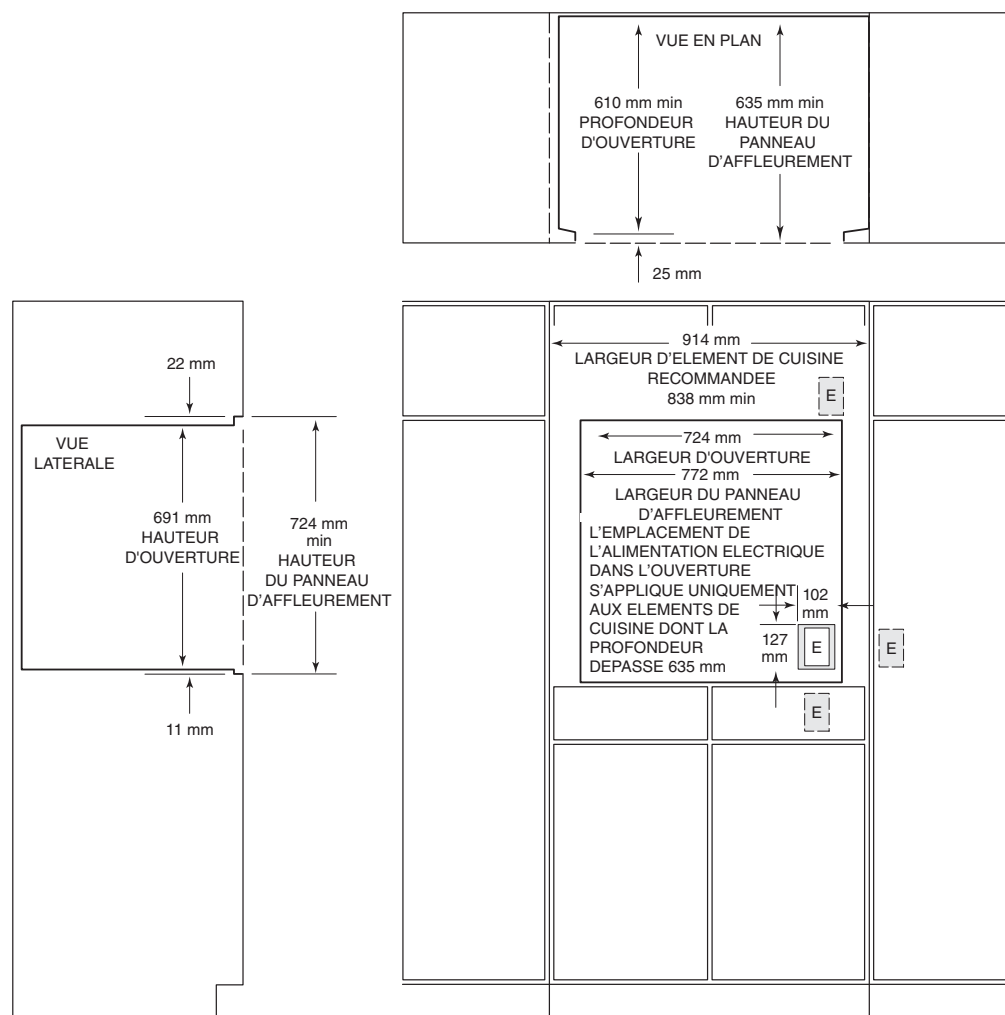 VUE EN PLAN
610 mm min
PROFONDEUR
D'OUVERTURE
635 mm min
HAUTEUR DU
PANNEAU
D'AFFLEUREMENT
25 mm
22 mm
VUE
LATERALE
691 mm
HAUTEUR
D'OUVERTURE
724 mm
min
HAUTEUR
DU PANNEAU
D'AFFLEUREMENT
11 mm
914 mm
LARGEUR D'ELEMENT DE CUISINE
RECOMMANDEE
838 mm min
E
724 mm
LARGEUR D'OUVERTURE
772 mm
LARGEUR DU PANNEAU
D'AFFLEUREMENT
L'EMPLACEMENT DE
L'ALIMENTATION ELECTRIQUE
DANS L'OUVERTURE
S'APPLIQUE UNIQUEMENT
AUX ELEMENTS DE
CUISINE DONT LA
PROFONDEUR
DEPASSE 635 mm
102
mm
127
mm
E
E
E